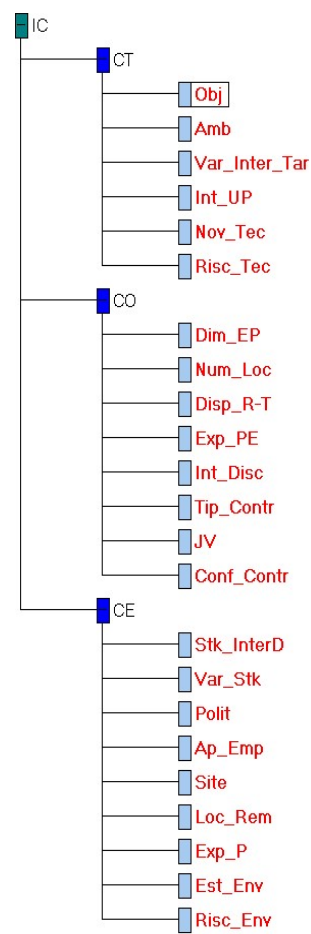 IC
CT
Obj
Amb
Var_Inter_Tar
Int_UP
Nov_Tec
Risc_Tec
CO
Dim_EP
Num_Loc
Disp_R-T
Exp_PE
Int_Disc
Tip_Contr
JV
Conf_Contr
CE
Stk_InterD
Var_Stk
Polit
Ap_Emp
Site
Loc_Rem
Exp_P
Est_Env
Risc_Env